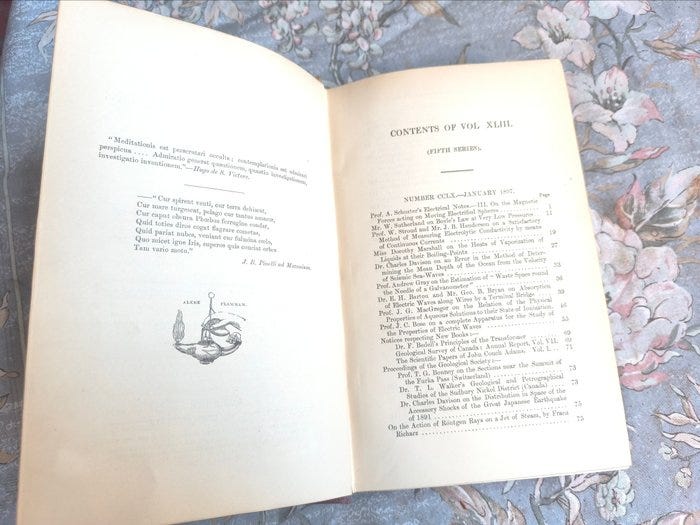 "Meditationis est perscrutari occulta; contemplationis est admirari
perspicua .... Admiratio generat quæstionem, quæstio investigationem,
investigatio inventionem."—Hugo de S. Victore.
——"Cur spirent venti, cur terra dehiscat,
Cur mare turgescat, pelago cur tantus amaror,
Cur caput obscura Phœbus ferrugine condat,
Quid toties diros cogat flagrare cometas,
Quid pariat nubes, veniant cur fulmina cœlo,
Quo micet igne Iris, superos quis conciat orbes
Tam vario motu."
J. B. Pinelli ad Mazonium.
ALERE FLAMMAM.
CONTENTS OF VOL. XLIII.
(FIFTH SERIES).
NUMBER CCLX.—JANUARY 1897.
Page
Prof. A. Schuster's Electrical Notes.—III. On the Magnetic
Forces acting on Moving Electrified Spheres 1
Mr. W. Sutherland on Boyle's Law at Very Low Pressures 11
Prof. W. Stroud and Mr. J. B. Henderson on a Satisfactory
Method of Measuring Electrolytic Conductivity by means
of Continuous Currents 19
Miss Dorothy Marshall on the Heats of Vaporization of
Liquids at their Boiling-Points 27
Dr. Charles Davison on an Error in the Method of Deter-
mining the Mean Depth of the Ocean from the Velocity
of Seismic Sea-Waves 33
Prof. Andrew Gray on the Estimation of "Waste Space round
the Needle of a Galvanometer" 36
Dr. E. H. Barton and Mr. Geo. B. Bryan on Absorption
of Electric Waves along Wires by a Terminal Bridge 39
Prof. J. G. MacGregor on the Relation of the Physical
Properties of Aqueous Solutions to their State of Ionization. 46
Prof. J. C. Bose on a complete Apparatus for the Study of
the Properties of Electric Waves 55
Notices respecting New Books:—
Dr. F. Bedell's Principles of the Transformer 69
Geological Survey of Canada: Annual Report, Vol. VII. 69
The Scientific Papers of John Couch Adams. Vol. I. 71
Proceedings of the Geological Society:—
Prof. T. G. Bonney on the Sections near the Summit of
the Furka Pass (Switzerland) 73
Dr. T. L. Walker's Geological and Petrographical
Studies of the Sudbury Nickel District (Canada) 73
Dr. Charles Davison on the Distribution in Space of the
Accessory Shocks of the Great Japanese Earthquake
of 1891 75
On the Action of Röntgen Rays on a Jet of Steam, by Franz
Richarz 75